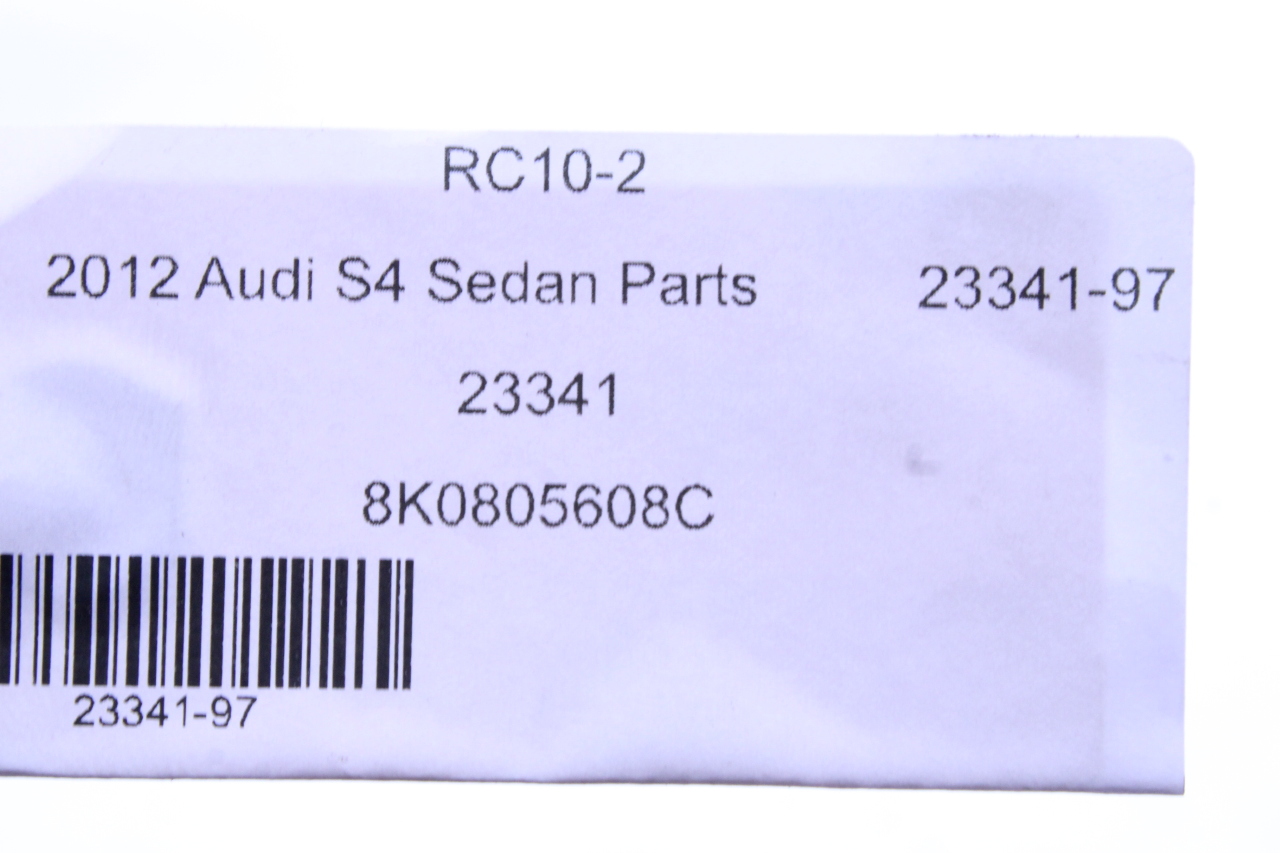 RC10-2
2012 Audi S4 Sedan Parts 23341-97
23341
8K0805608C
23341-97